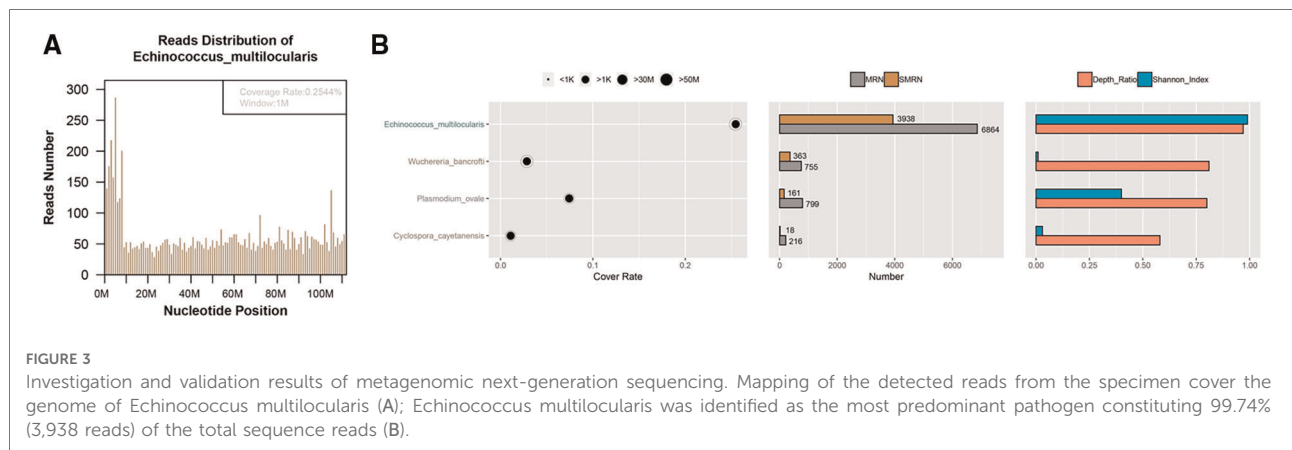 A
Reads Distribution of
Echinococcus_multilocularis
Coverage Rate:0.2544%
Window:1M
Reads Number
300
250
200
150
100
50
0
0M 20M 40M 60M 80M 100M
Nucleotide Position
B
<1K >1K >30M >50M
Echinococcus_multilocularis
Wuchereria_bancrofti
Plasmodium_ovale
Cyclospora_cayetanensis
0.0 0.1 0.2
Cover Rate
MRN SMRN
3938
6864
363
755
161
799
18
216
0 2000 4000 6000
Number
Depth_Ratio Shannon_Index
0.00 0.25 0.50 0.75 1.00
FIGURE 3
Investigation and validation results of metagenomic next-generation sequencing. Mapping of the detected reads from the specimen cover the
genome of Echinococcus multilocularis (A); Echinococcus multilocularis was identified as the most predominant pathogen constituting 99.74%
(3,938 reads) of the total sequence reads (B).